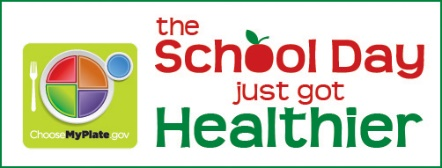 the
School Day
just got
Healthier
ChooseMyPlate.gov